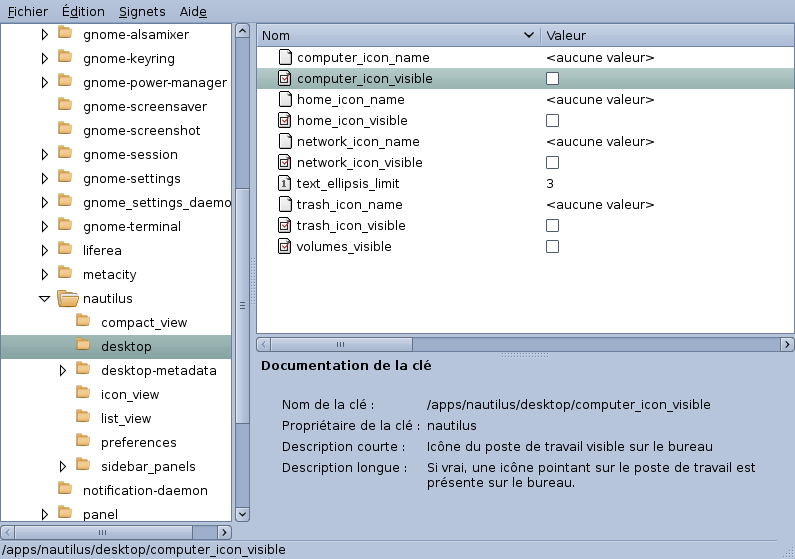 Fichier Édition Signets Aide
gnome-alsamixer
gnome-keyring
gnome-power-manager
gnome-screensaver
gnome-screenshot
gnome-session
gnome-settings
gnome_settings_daemo
gnome-terminal
liferea
metacity
nautilus
compact_view
desktop
desktop-metadata
icon_view
list_view
preferences
sidebar_panels
notification-daemon
panel
Nom Valeur
computer_icon_name <aucune valeur>
computer_icon_visible
home_icon_name <aucune valeur>
home_icon_visible
network_icon_name <aucune valeur>
network_icon_visible
text_ellipsis_limit 3
trash_icon_name <aucune valeur>
trash_icon_visible
volumes_visible
Documentation de la clé
Nom de la clé : /apps/nautilus/desktop/computer_icon_visible
Propriétaire de la clé : nautilus
Description courte : Icône du poste de travail visible sur le bureau
Description longue : Si vrai, une icône pointant sur le poste de travail est
présente sur le bureau.
/apps/nautilus/desktop/computer_icon_visible